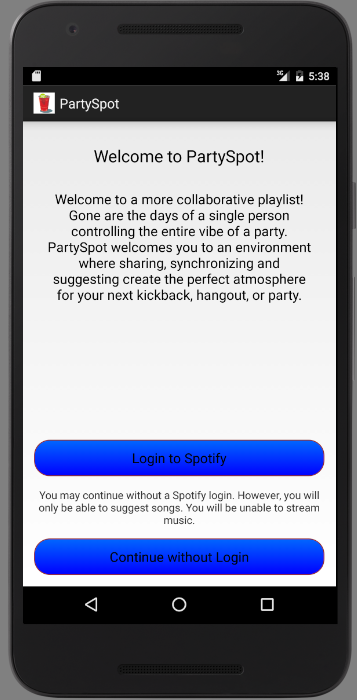 3G 5:38
PartySpot
Welcome to PartySpot!
Welcome to a more collaborative playlist!
Gone are the days of a single person
controlling the entire vibe of a party.
PartySpot welcomes you to an environment
where sharing, synchronizing and
suggesting create the perfect atmosphere
for your next kickback, hangout, or party.
Login to Spotify
You may continue without a Spotify login. However, you will
only be able to suggest songs. You will be unable to stream
music.
Continue without Login